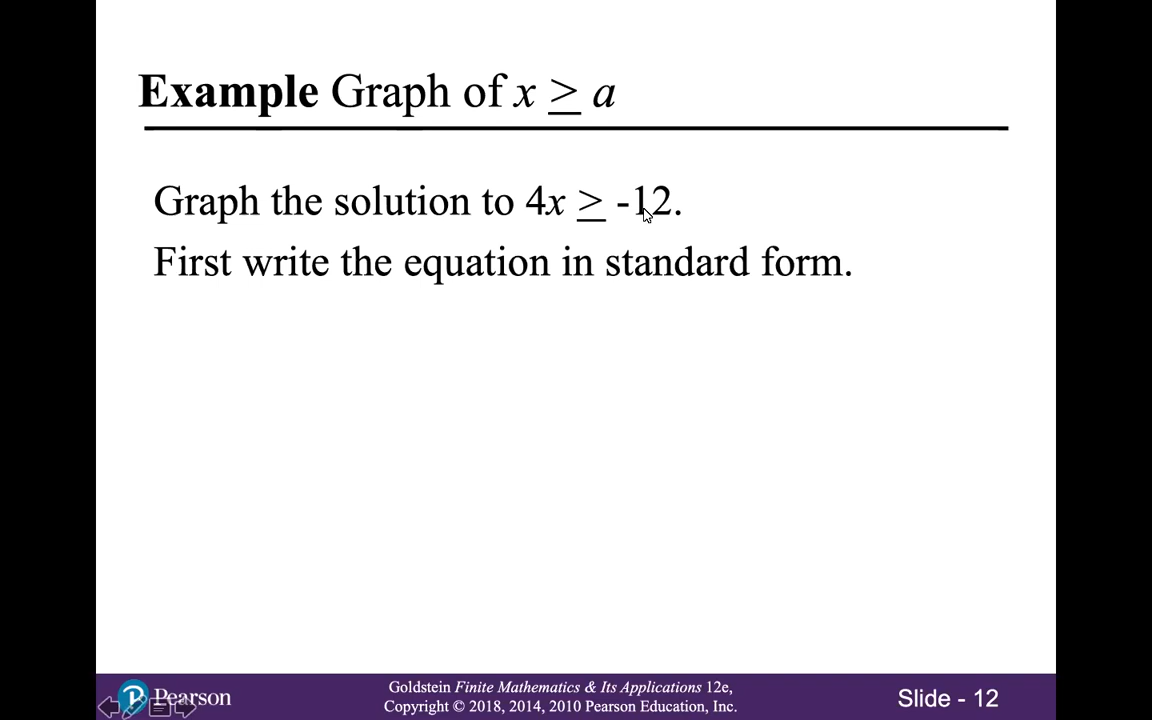 Example Graph of x ≥ a
Graph the solution to 4x ≥ -12.
First write the equation in standard form.
Pearson
Goldstein Finite Mathematics & Its Applications 12e,
Copyright © 2018, 2014, 2010 Pearson Education, Inc.
Slide - 12